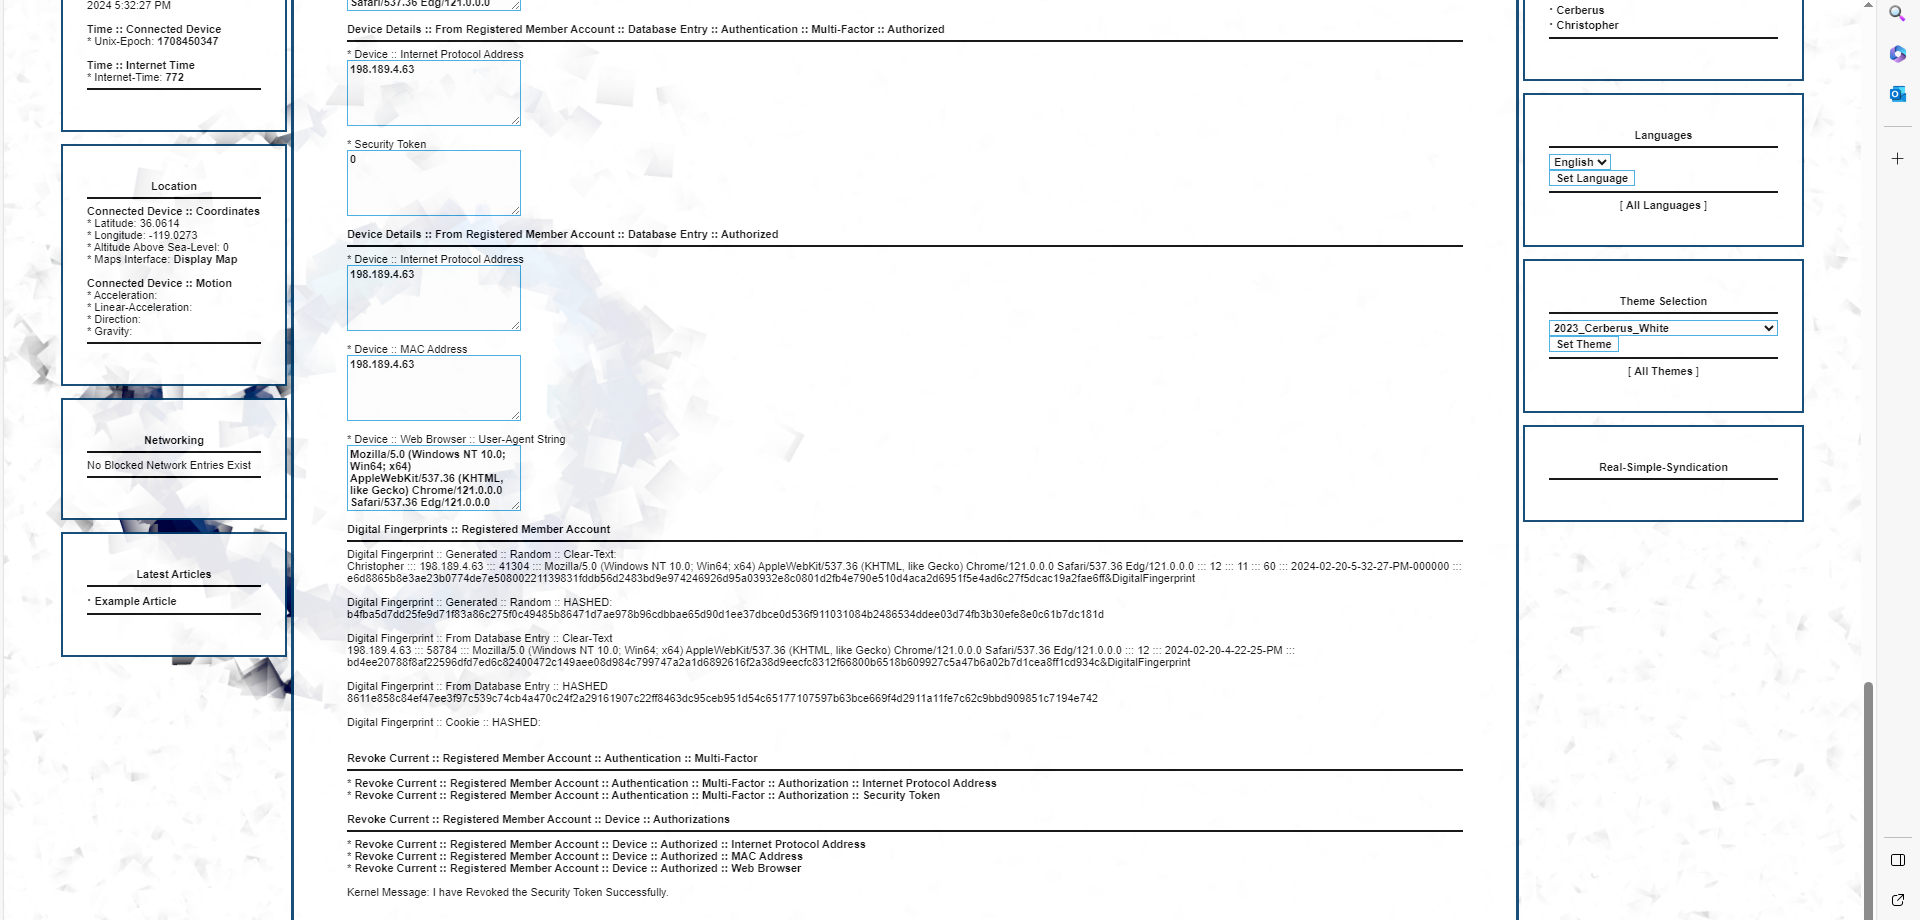 2024 5:32:27 PM
Time :: Connected Device
* Unix-Epoch: 1708450347
Time :: Internet Time
* Internet-Time: 772
Location
Connected Device :: Coordinates
* Latitude: 36.0614
* Longitude: -119.0273
* Altitude Above Sea-Level: 0
* Maps Interface: Display Map
Connected Device :: Motion
* Acceleration:
* Linear-Acceleration:
* Direction:
* Gravity:
Networking
No Blocked Network Entries Exist
Latest Articles
· Example Article
Safari/537.36 Edg/121.0.0.0
Device Details :: From Registered Member Account :: Database Entry :: Authentication :: Multi-Factor :: Authorized
* Device :: Internet Protocol Address
198.189.4.63
* Security Token
0
Device Details :: From Registered Member Account :: Database Entry :: Authorized
* Device :: Internet Protocol Address
198.189.4.63
* Device :: MAC Address
198.189.4.63
* Device :: Web Browser :: User-Agent String
Mozilla/5.0 (Windows NT 10.0;
Win64; x64)
AppleWebKit/537.36 (KHTML,
like Gecko) Chrome/121.0.0.0
Safari/537.36 Edg/121.0.0.0
Digital Fingerprints :: Registered Member Account
Digital Fingerprint :: Generated :: Random :: Clear-Text:
Christopher ::: 198.189.4.63 ::: 41304 ::: Mozilla/5.0 (Windows NT 10.0; Win64; x64) AppleWebKit/537.36 (KHTML, like Gecko) Chrome/121.0.0.0 Safari/537.36 Edg/121.0.0.0 ::: 12 ::: 11 ::: 60 ::: 2024-02-20-5-32-27-PM-000000 :::
e6d8865b8e3ae23b0774de7e50800221139831fddb56d2483bd9e974246926d95a03932e8c0801d2fb4e790e510d4aca2d6951f5e4ad6c27f5dcac19a2fae6ff&DigitalFingerprint
Digital Fingerprint :: Generated :: Random :: HASHED:
b4fba5d7dd25fe9d71f83a86c275f0c49485b86471d7ae978b96cdbbae65d90d1ee37dbce0d536f911031084b2486534ddee03d74fb3b30efe8e0c61b7dc181d
Digital Fingerprint :: From Database Entry :: Clear-Text
198.189.4.63 ::: 58784 ::: Mozilla/5.0 (Windows NT 10.0; Win64; x64) AppleWebKit/537.36 (KHTML, like Gecko) Chrome/121.0.0.0 Safari/537.36 Edg/121.0.0.0 ::: 12 ::: 2024-02-20-4-22-25-PM :::
bd4ee20788f8af22596dfd7ed6c82400472c149aee08d984c799747a2a1d6892616f2a38d9eecfc8312f66800b6518b609927c5a47b6a02b7d1cea8ff1cd934c&DigitalFingerprint
Digital Fingerprint :: From Database Entry :: HASHED
8611e858c84ef47ee3f97c539c74cb4a470c24f2a29161907c22ff8463dc95ceb951d54c65177107597b63bce669f4d2911a11fe7c62c9bbd909851c7194e742
Digital Fingerprint :: Cookie :: HASHED:
Revoke Current :: Registered Member Account :: Authentication :: Multi-Factor
* Revoke Current :: Registered Member Account :: Authentication :: Multi-Factor :: Authorization :: Internet Protocol Address
* Revoke Current :: Registered Member Account :: Authentication :: Multi-Factor :: Authorization :: Security Token
Revoke Current :: Registered Member Account :: Device :: Authorizations
* Revoke Current :: Registered Member Account :: Device :: Authorized :: Internet Protocol Address
* Revoke Current :: Registered Member Account :: Device :: Authorized :: MAC Address
* Revoke Current :: Registered Member Account :: Device :: Authorized :: Web Browser
Kernel Message: I have Revoked the Security Token Successfully.
· Cerberus
· Christopher
Languages
English
Set Language
[ All Languages ]
Theme Selection
2023_Cerberus_White
Set Theme
[ All Themes ]
Real-Simple-Syndication